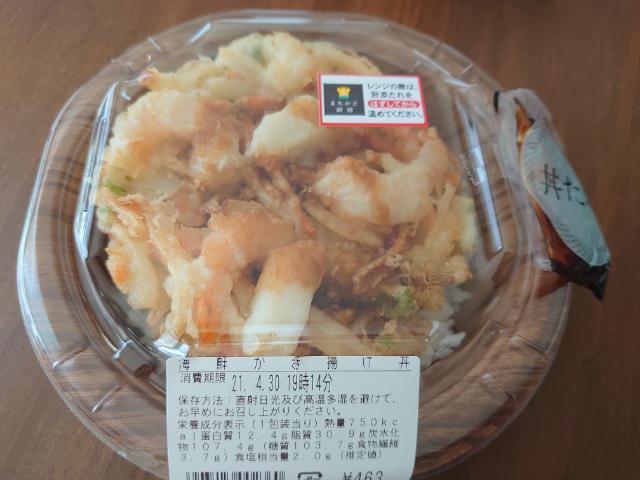 レンジの際は、
別添たれを
はずしてから
温めてください。
まちかど
厨房
丼た
海鮮かき揚げ丼
消費期限 21. 4.30 19時14分
保存方法：直射日光及び高温多湿を避けて、
お早めにお召し上がりください。
栄養成分表示（1包装当り）熱量750kc
al蛋白質12.4g脂質30.9g炭水化
物107.4g（糖質103.7g食物繊維
3.7g）食塩相当量2.0g（推定値）
¥463